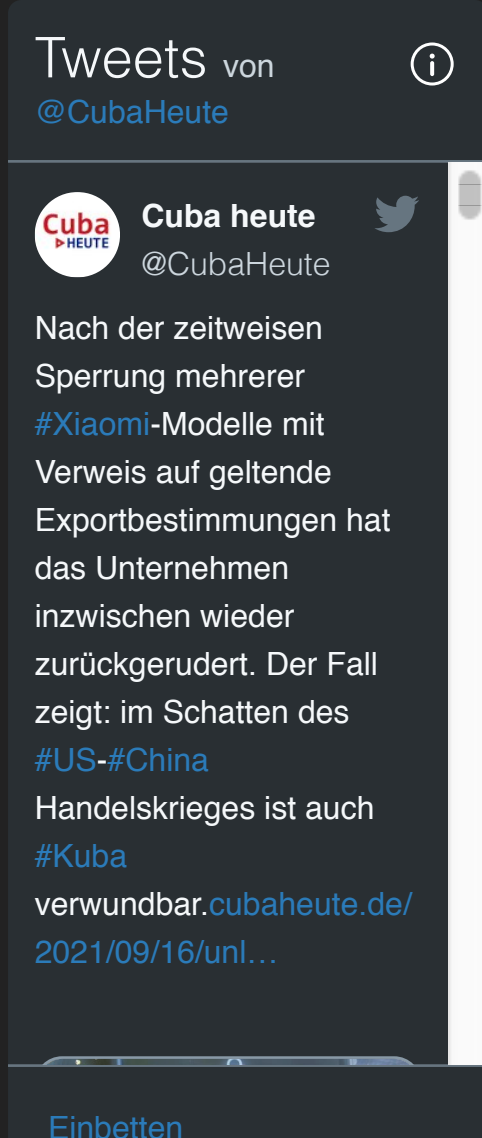 Tweets von
@CubaHeute
Cuba
HEUTE
Cuba heute
@CubaHeute
Nach der zeitweisen
Sperrung mehrerer
#Xiaomi-Modelle mit
Verweis auf geltende
Exportbestimmungen hat
das Unternehmen
inzwischen wieder
zurückgerudert. Der Fall
zeigt: im Schatten des
#US-#China
Handelskrieges ist auch
#Kuba
verwundbar.cubaheute.de/
2021/09/16/unl…
Einbetten